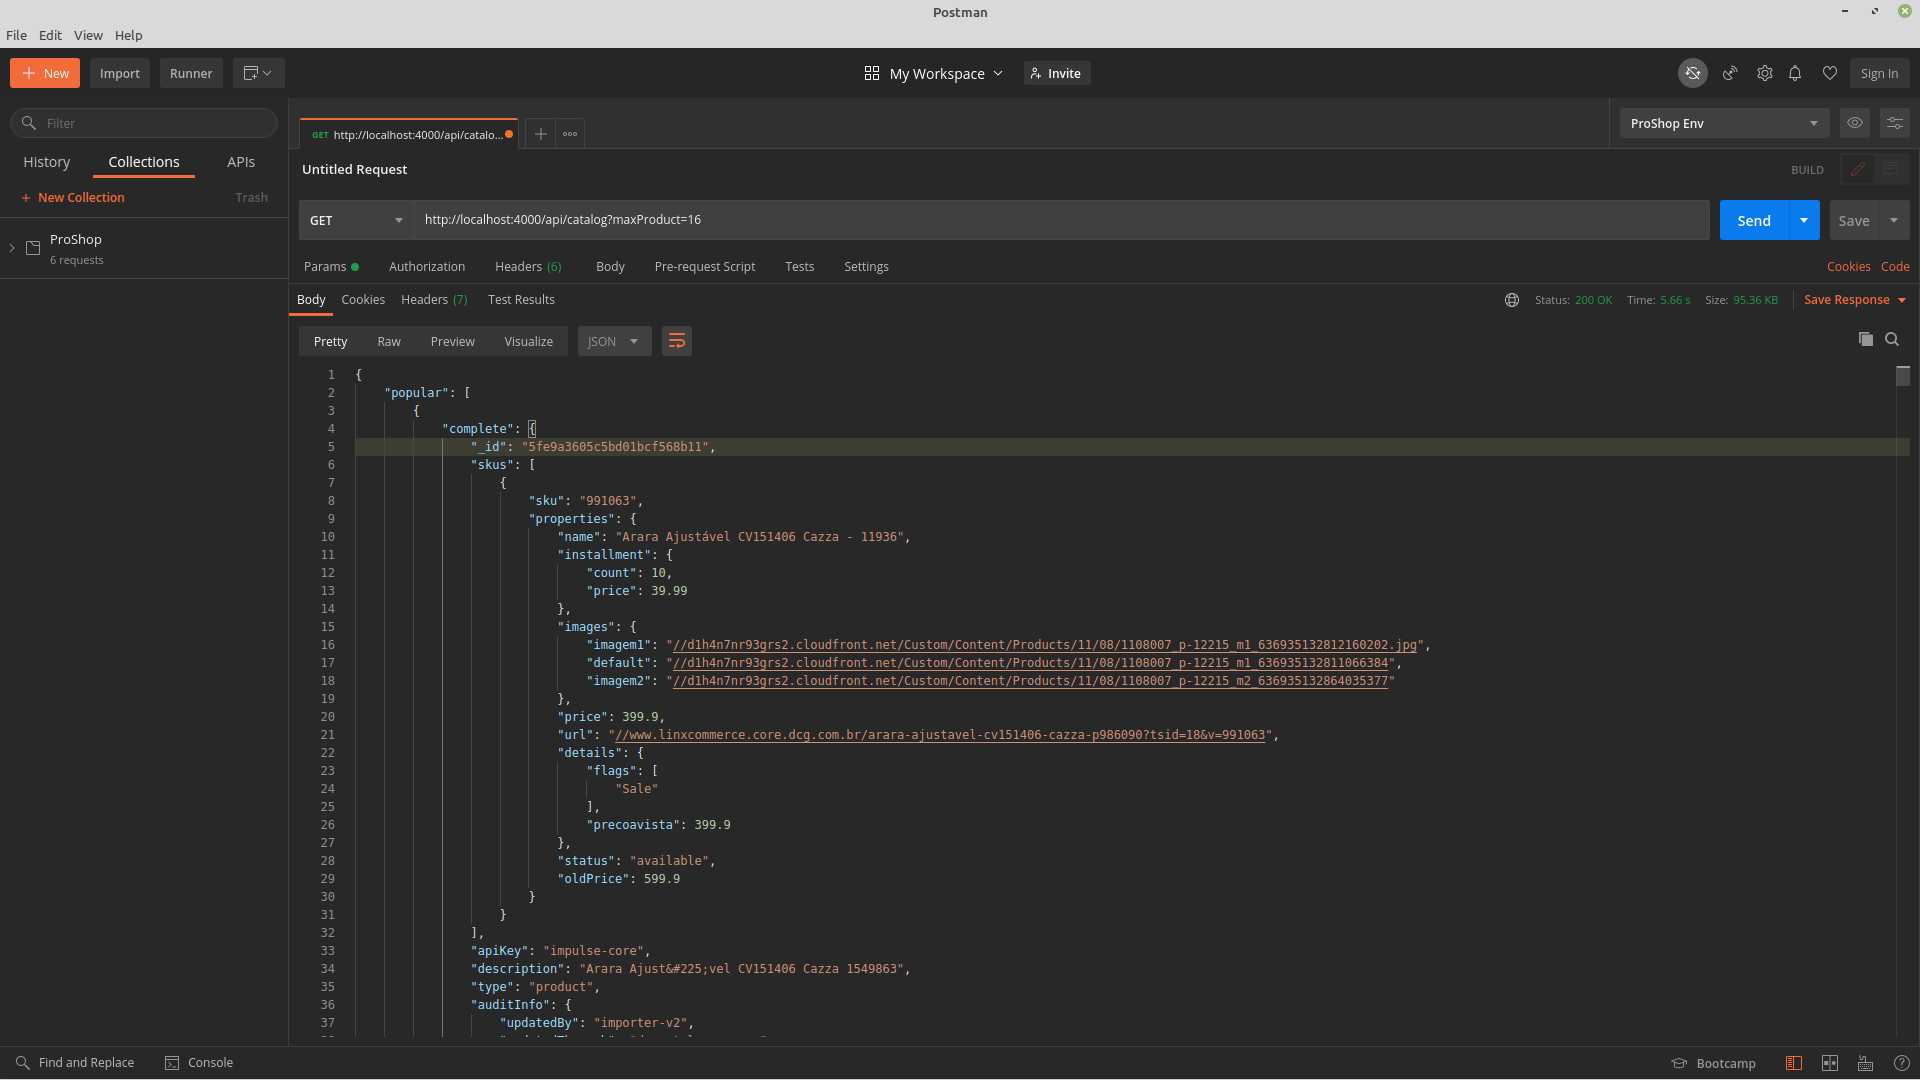 Postman
File Edit View Help
New Import Runner My Workspace Invite Sign In
Filter
History Collections APIs
New Collection Trash
ProShop
6 requests
GET http://localhost:4000/api/catalo...
ProShop Env
Untitled Request BUILD
GET http://localhost:4000/api/catalog?maxProduct=16 Send Save
Params Authorization Headers (6) Body Pre-request Script Tests Settings Cookies Code
Body Cookies Headers (7) Test Results Status: 200 OK Time: 5.66 s Size: 95.36 KB Save Response
Pretty Raw Preview Visualize JSON
1 {
2 "popular": [
3 {
4 "complete": {
5 "_id": "5fe9a3605c5bd01bcf568b11",
6 "skus": [
7 {
8 "sku": "991063",
9 "properties": {
10 "name": "Arara Ajustável CV151406 Cazza - 11936",
11 "installment": {
12 "count": 10,
13 "price": 39.99
14 },
15 "images": {
16 "imagem1": "//d1h4n7nr93grs2.cloudfront.net/Custom/Content/Products/11/08/1108007_p-12215_m1_636935132812160202.jpg",
17 "default": "//d1h4n7nr93grs2.cloudfront.net/Custom/Content/Products/11/08/1108007_p-12215_m1_636935132811066384",
18 "imagem2": "//d1h4n7nr93grs2.cloudfront.net/Custom/Content/Products/11/08/1108007_p-12215_m2_636935132864035377"
19 },
20 "price": 399.9,
21 "url": "//www.linxcommerce.core.dcg.com.br/arara-ajustavel-cv151406-cazza-p986090?tsid=18&v=991063",
22 "details": {
23 "flags": [
24 "Sale"
25 ],
26 "precoavista": 399.9
27 },
28 "status": "available",
29 "oldPrice": 599.9
30 }
31 }
32 ],
33 "apiKey": "impulse-core",
34 "description": "Arara Ajust&#225;vel CV151406 Cazza 1549863",
35 "type": "product",
36 "auditInfo": {
37 "updatedBy": "importer-v2",
Find and Replace Console Bootcamp